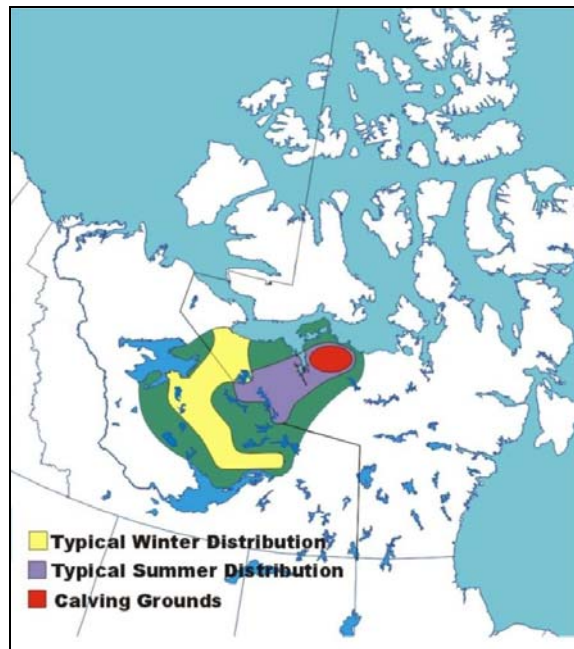 Typical Winter Distribution
Typical Summer Distribution
Calving Grounds